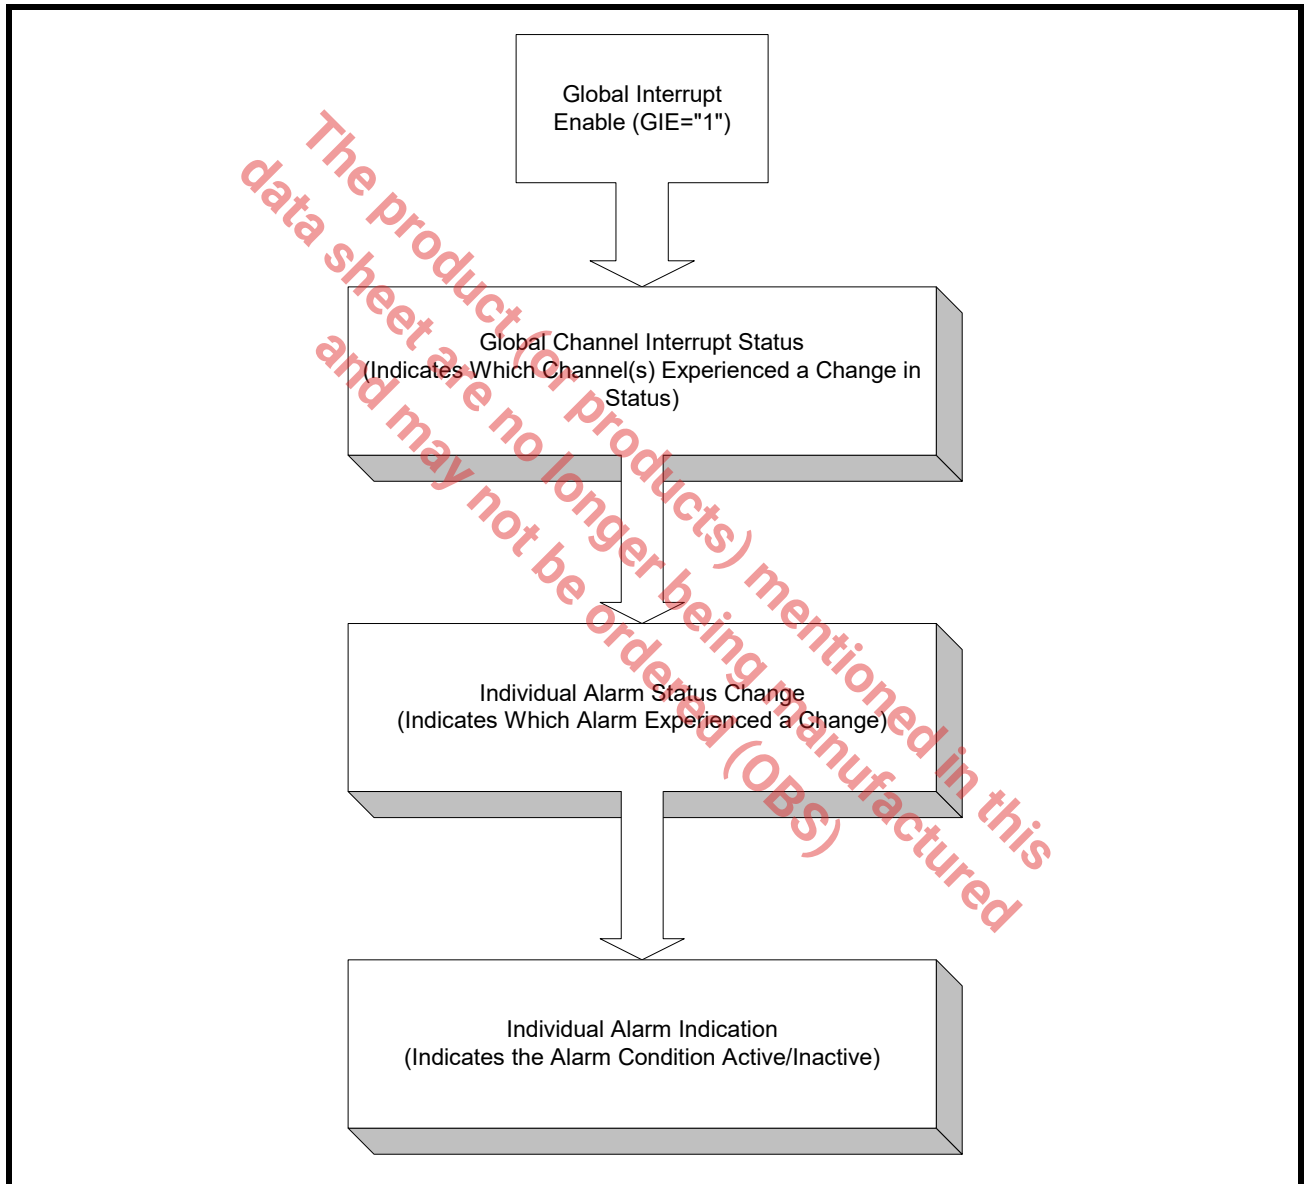 Global Interrupt
Enable (GIE="1")
Global Channel Interrupt Status
(Indicates Which Channel(s) Experienced a Change in
Status)
Individual Alarm Status Change
(Indicates Which Alarm Experienced a Change)
Individual Alarm Indication
(Indicates the Alarm Condition Active/Inactive)
The product (or products) mentioned in this
data sheet are no longer being manufactured
and may not be ordered (OBS)